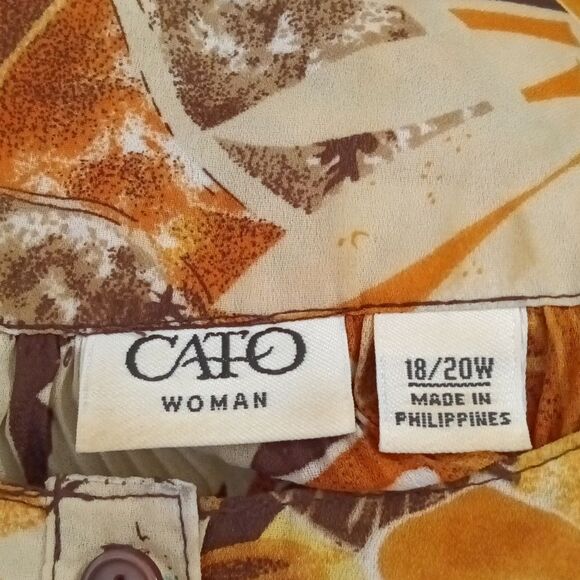 CATO
WOMAN
18/20W
MADE IN
PHILIPPINES